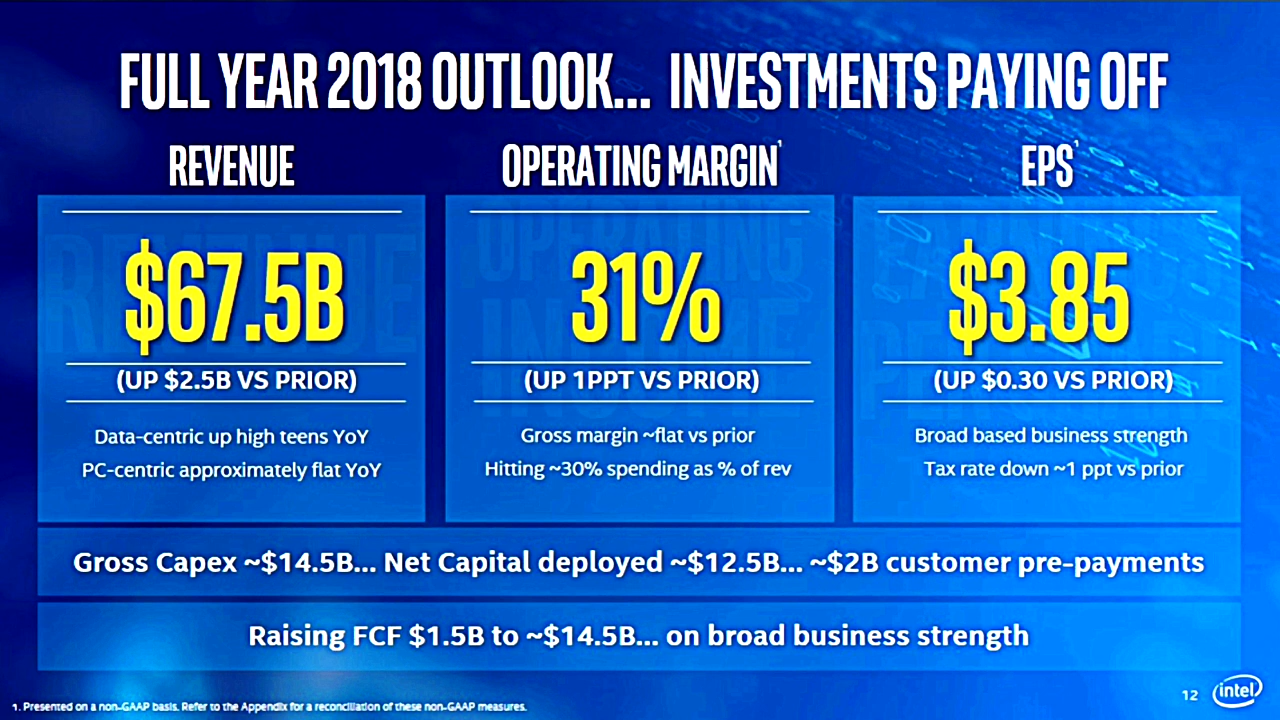 FULL YEAR 2018 OUTLOOK... INVESTMENTS PAYING OFF
REVENUE
$67.5B
(UP $2.5B VS PRIOR)
Data-centric up high teens YoY
PC-centric approximately flat YoY
OPERATING MARGIN¹
31%
(UP 1PPT VS PRIOR)
Gross margin ~flat vs prior
Hitting ~30% spending as % of rev
EPS¹
$3.85
(UP $0.30 VS PRIOR)
Broad based business strength
Tax rate down ~1 ppt vs prior
Gross Capex ~$14.5B... Net Capital deployed ~$12.5B... ~$2B customer pre-payments
Raising FCF $1.5B to ~$14.5B... on broad business strength
1. Presented on a non-GAAP basis. Refer to the Appendix for a reconciliation of these non-GAAP measures.
12
intel